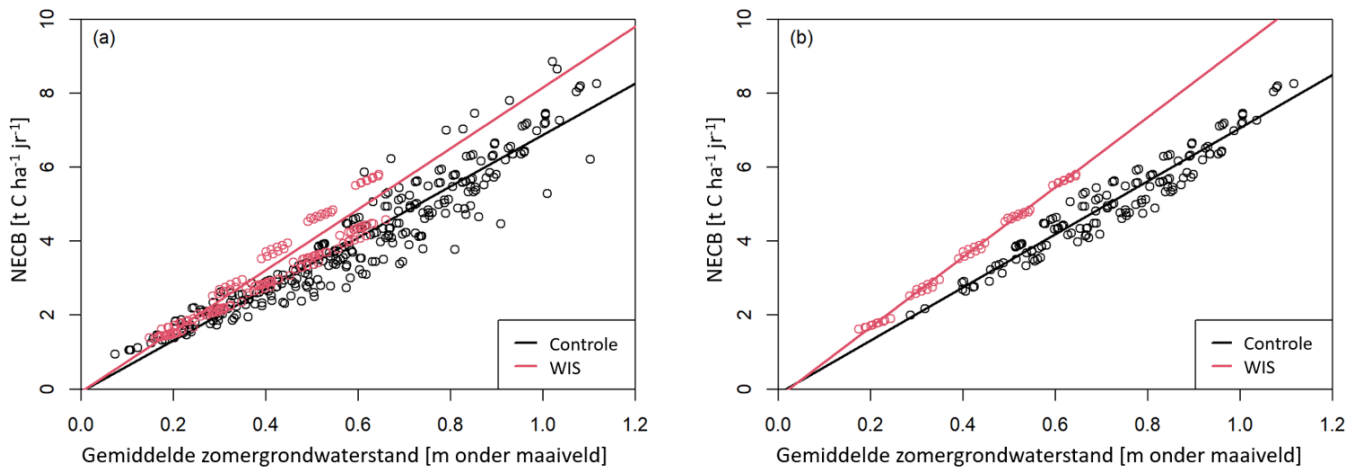 (a)
10
8
6
4
2
0
NECB [t C ha⁻¹ jr⁻¹]
Controle
WIS
0.0 0.2 0.4 0.6 0.8 1.0 1.2
Gemiddelde zomergrondwaterstand [m onder maaiveld]
(b)
10
8
6
4
2
0
NECB [t C ha⁻¹ jr⁻¹]
Controle
WIS
0.0 0.2 0.4 0.6 0.8 1.0 1.2
Gemiddelde zomergrondwaterstand [m onder maaiveld]